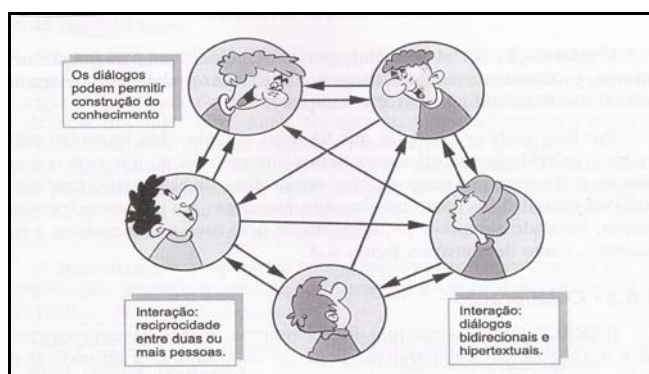 Os diálogos
podem permitir
construção do
conhecimento.
Interação:
reciprocidade
entre duas ou
mais pessoas.
Interação:
diálogos
bidirecionais e
hipertextuais.